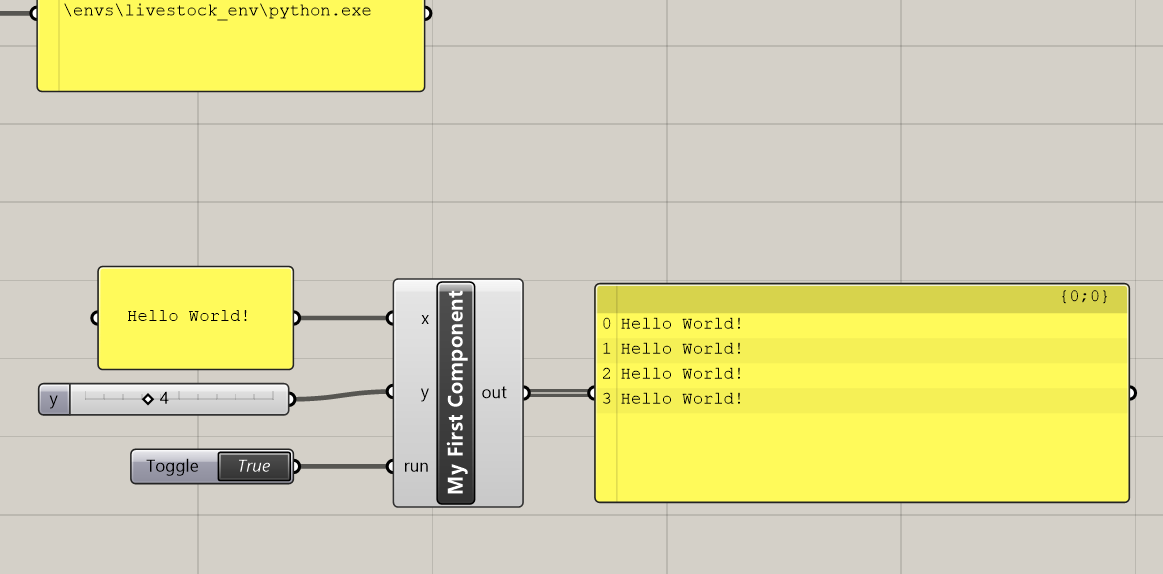 \envs\livestock_env\python.exe
Hello World!
y 4
Toggle True
x
y
run
My First Component
out
{0;0}
0 Hello World!
1 Hello World!
2 Hello World!
3 Hello World!